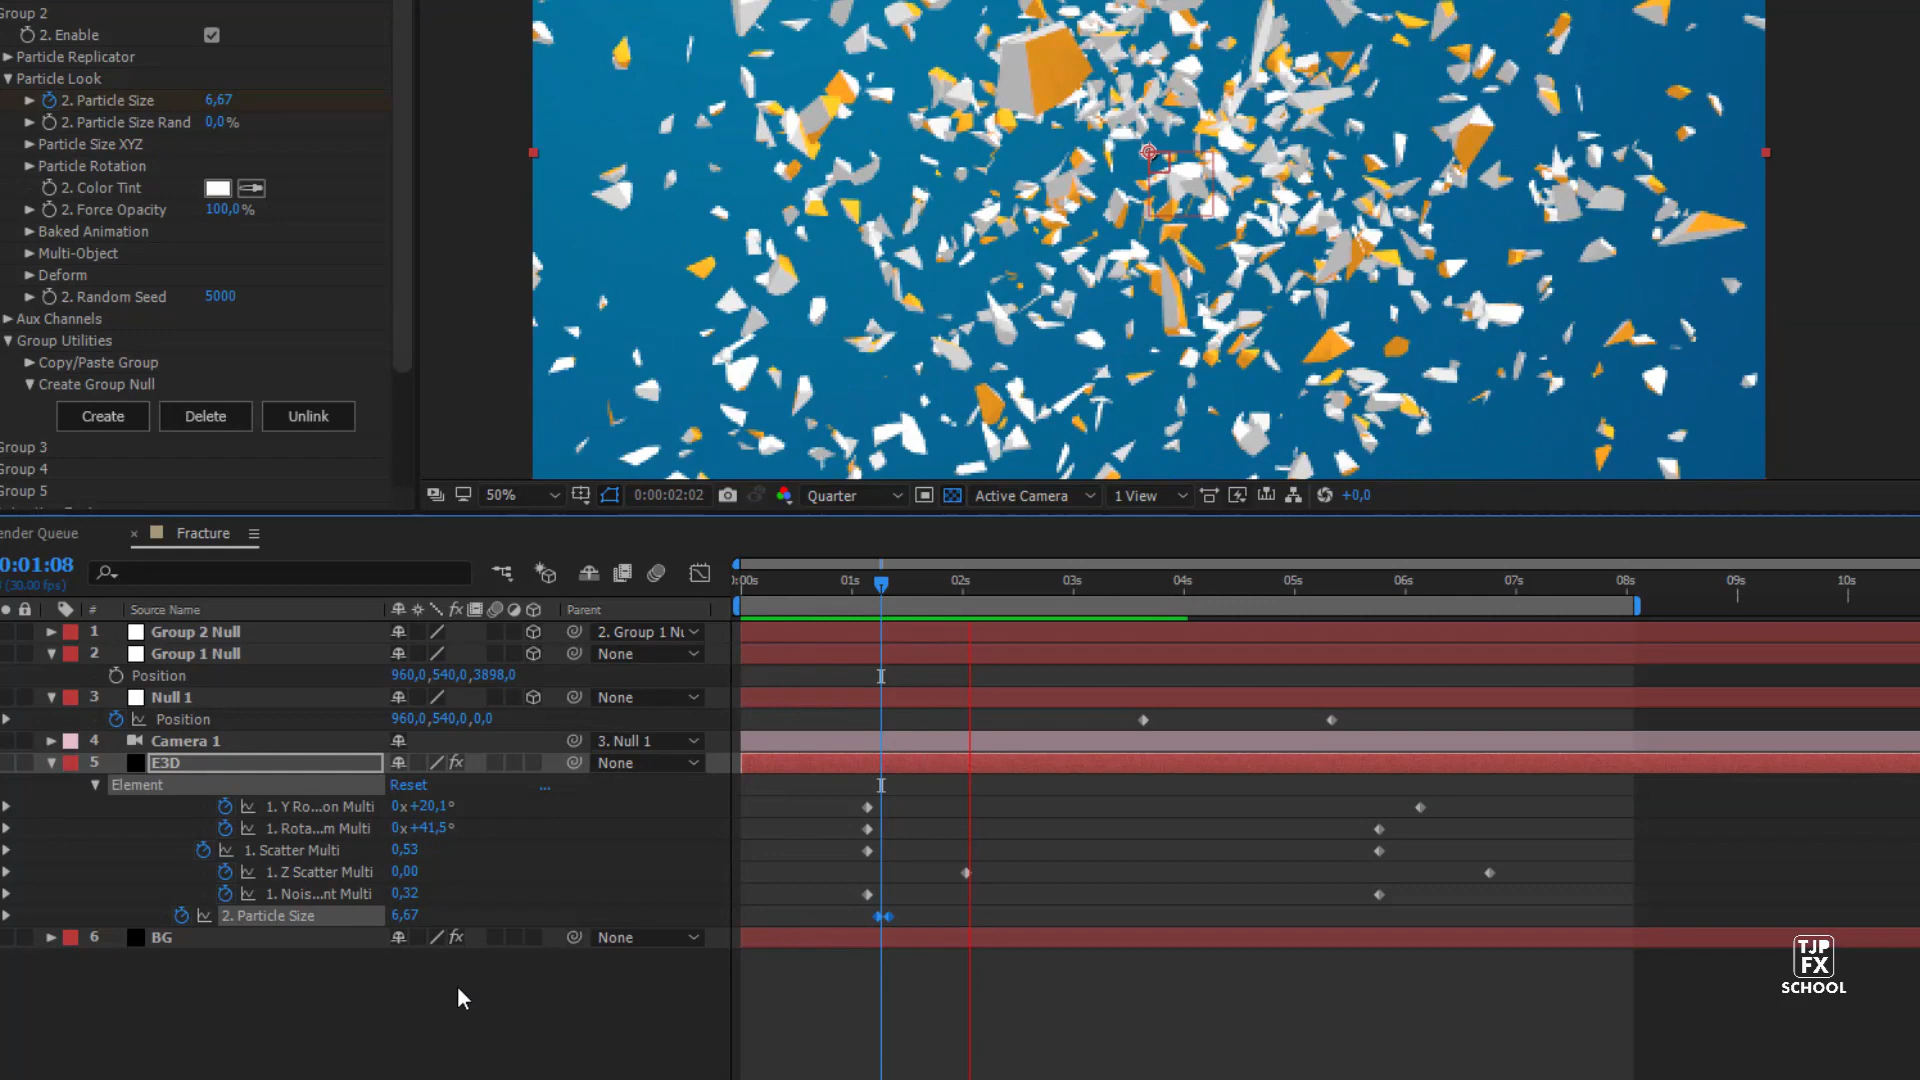 Group 2
2. Enable
Particle Replicator
Particle Look
2. Particle Size 6,67
2. Particle Size Rand 0,0%
Particle Size XYZ
Particle Rotation
2. Color Tint
2. Force Opacity 100,0%
Baked Animation
Multi-Object
Deform
2. Random Seed 5000
Aux Channels
Group Utilities
Copy/Paste Group
Create Group Null
Create Delete Unlink
Group 3
Group 4
Group 5
50% 0:00:02:02 Quarter Active Camera 1 View +0,0
ender Queue × Fracture
0:01:08
(30.00 fps)
:00s 01s 02s 03s 04s 05s 06s 07s 08s 09s 10s
# Source Name fx Parent
1 Group 2 Null 2. Group 1 Nu
2 Group 1 Null None
Position 960,0,540,0,3898,0
3 Null 1 None
Position 960,0,540,0,0,0
4 Camera 1 3. Null 1
5 E3D fx None
Element Reset ...
1. Y Ro...on Multi 0x+20,1°
1. Rota...m Multi 0x+41,5°
1. Scatter Multi 0,53
1. Z Scatter Multi 0,00
1. Nois...nt Multi 0,32
2. Particle Size 6,67
6 BG fx None
TJP
FX
SCHOOL